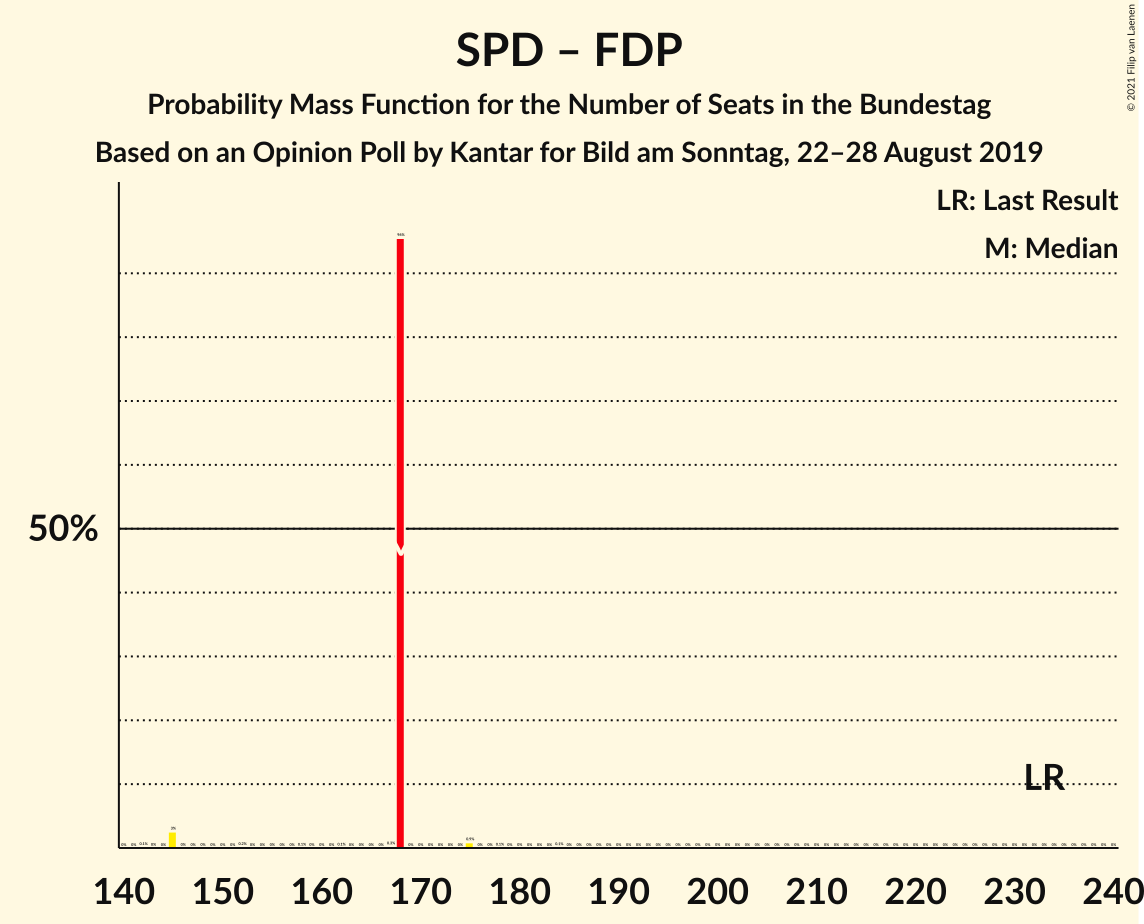 © 2021 Filip van Laenen
SPD – FDP
Probability Mass Function for the Number of Seats in the Bundestag
Based on an Opinion Poll by Kantar for Bild am Sonntag, 22–28 August 2019
LR: Last Result
M: Median
50%
LR
140 150 160 170 180 190 200 210 220 230 240